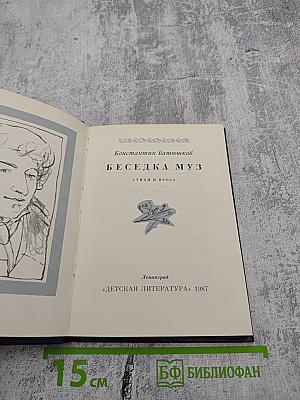 Константин Батюшков
БЕСЕДКА МУЗ
СТИХИ И ПРОЗА
Ленинград
«ДЕТСКАЯ ЛИТЕРАТУРА» 1987
15 см
БФ БИБЛИОФАН